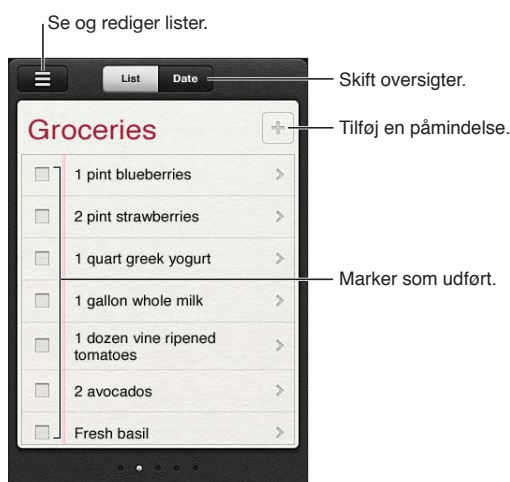 Se og rediger lister.
List
Date
Skift oversigter.
Groceries
Tilføj en påmindelse.
1 pint blueberries
2 pint strawberries
1 quart greek yogurt
Marker som udført.
1 gallon whole milk
1 dozen vine ripened
tomatoes
2 avocados
Fresh basil